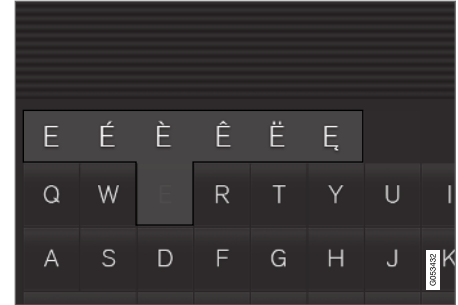 E É È Ê Ë Ę
Q W E R T Y U I
A S D F G H J K
G053432